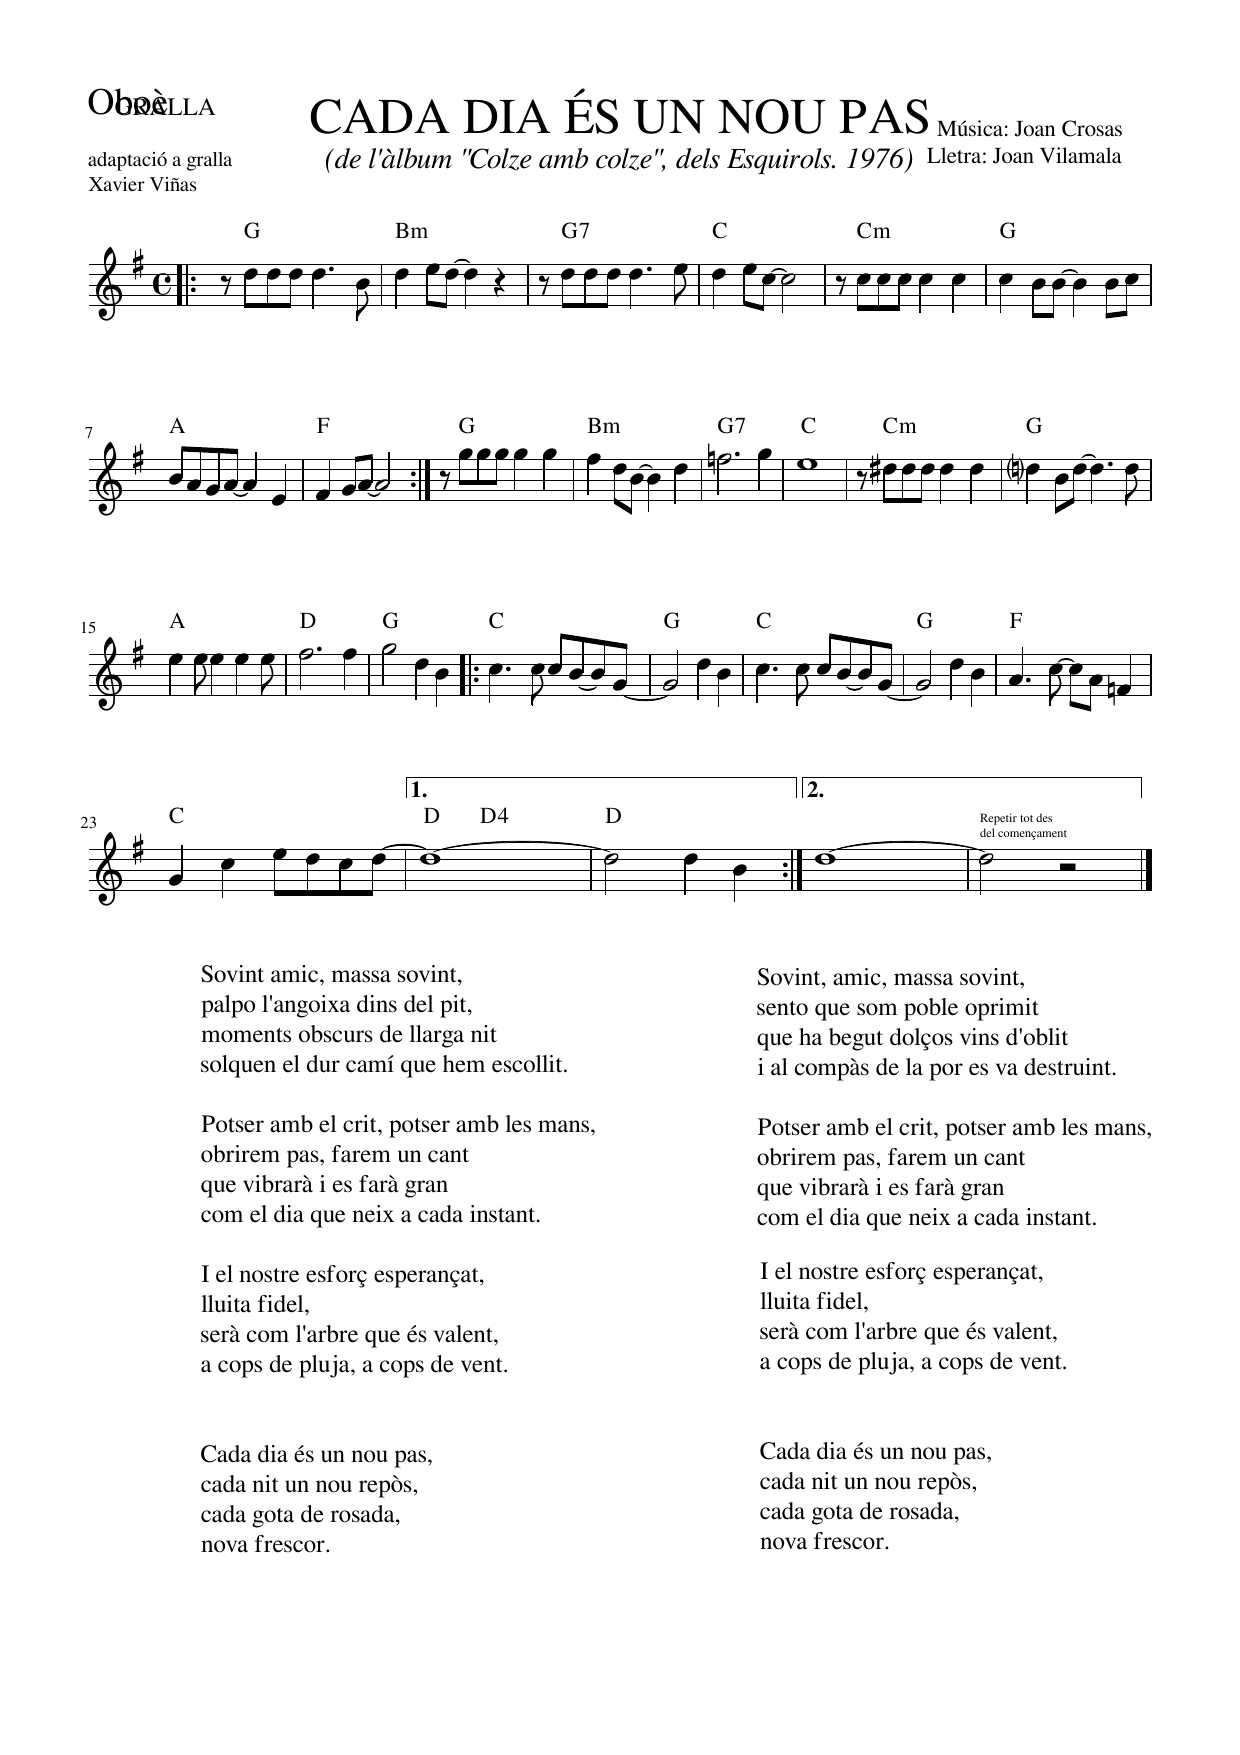 Oboè
GRALLA
CADA DIA ÉS UN NOU PAS
Música: Joan Crosas
(de l'àlbum "Colze amb colze", dels Esquirols. 1976)
Lletra: Joan Vilamala
adaptació a gralla
Xavier Viñas
G Bm G7 C Cm G
7 A F G Bm G7 C Cm G
15 A D G C G C G F
1. 2.
23 C D D4 D
Repetir tot des
del començament
Sovint amic, massa sovint,
palpo l'angoixa dins del pit,
moments obscurs de llarga nit
solquen el dur camí que hem escollit.
Potser amb el crit, potser amb les mans,
obrirem pas, farem un cant
que vibrarà i es farà gran
com el dia que neix a cada instant.
I el nostre esforç esperançat,
lluita fidel,
serà com l'arbre que és valent,
a cops de pluja, a cops de vent.
Cada dia és un nou pas,
cada nit un nou repòs,
cada gota de rosada,
nova frescor.
Sovint, amic, massa sovint,
sento que som poble oprimit
que ha begut dolços vins d'oblit
i al compàs de la por es va destruint.
Potser amb el crit, potser amb les mans,
obrirem pas, farem un cant
que vibrarà i es farà gran
com el dia que neix a cada instant.
I el nostre esforç esperançat,
lluita fidel,
serà com l'arbre que és valent,
a cops de pluja, a cops de vent.
Cada dia és un nou pas,
cada nit un nou repòs,
cada gota de rosada,
nova frescor.